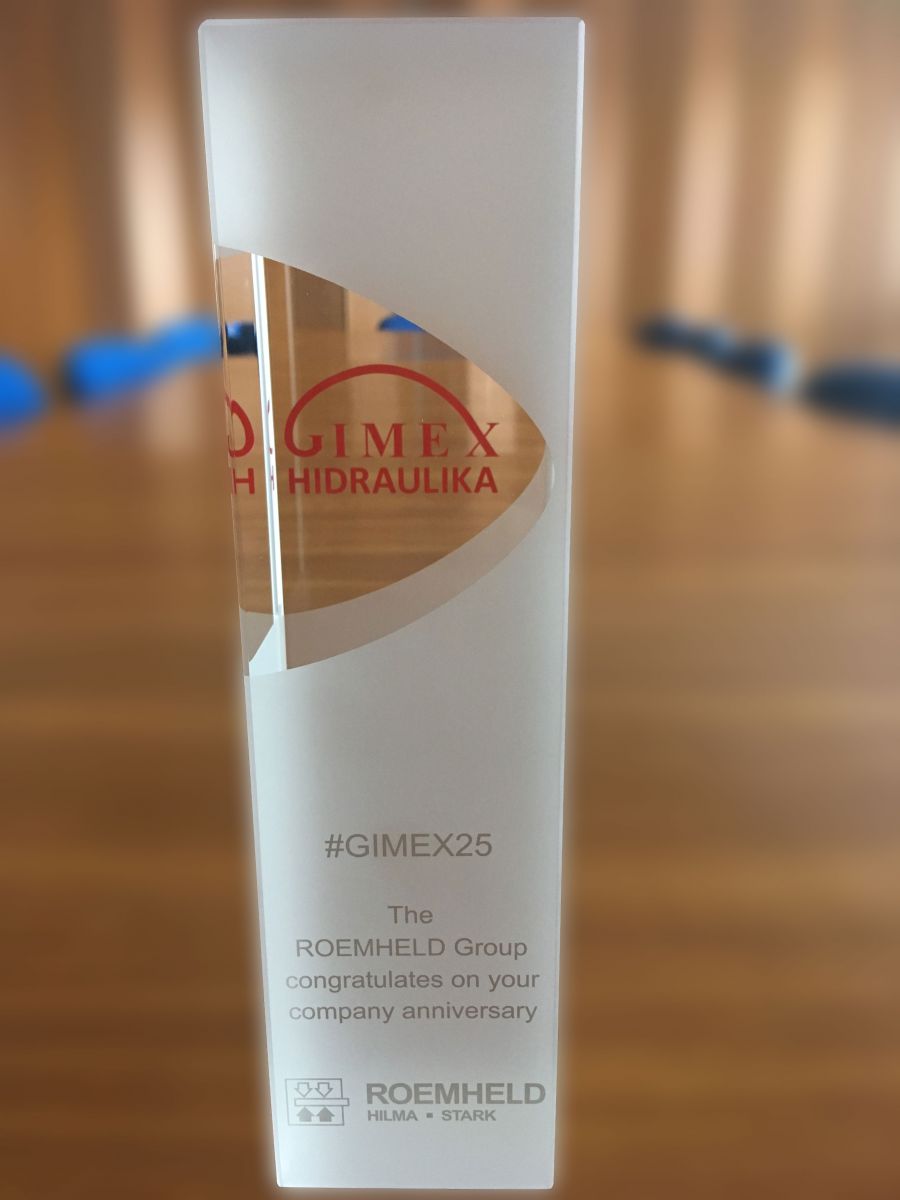 GIMEX
HIDRAULIKA
#GIMEX25
The
ROEMHELD Group
congratulates on your
company anniversary
ROEMHELD
HILMA ▪ STARK